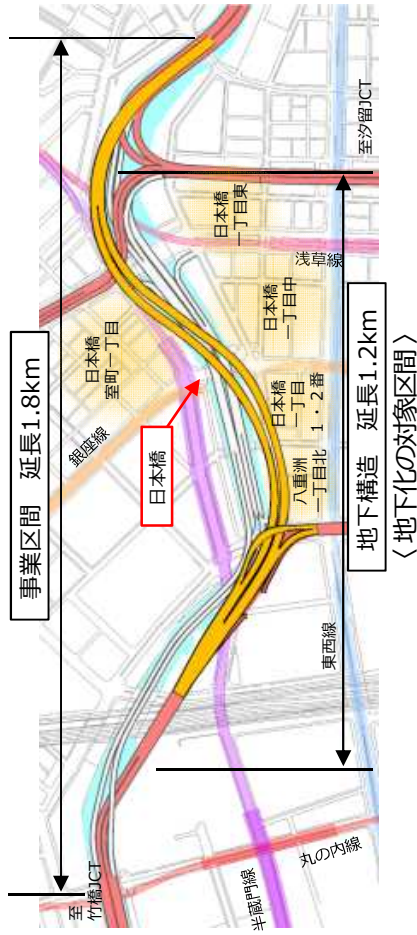 事業区間　延長1.8km
至
竹橋JCT
銀座線
日本橋
室町一丁目
日本橋
日本橋
一丁目東
日本橋
一丁目中
日本橋
一丁目
1・2番
八重洲
一丁目北
浅草線
至汐留JCT
東西線
丸の内線
半蔵門線
地下構造　延長1.2km
〈地下化の対象区間〉